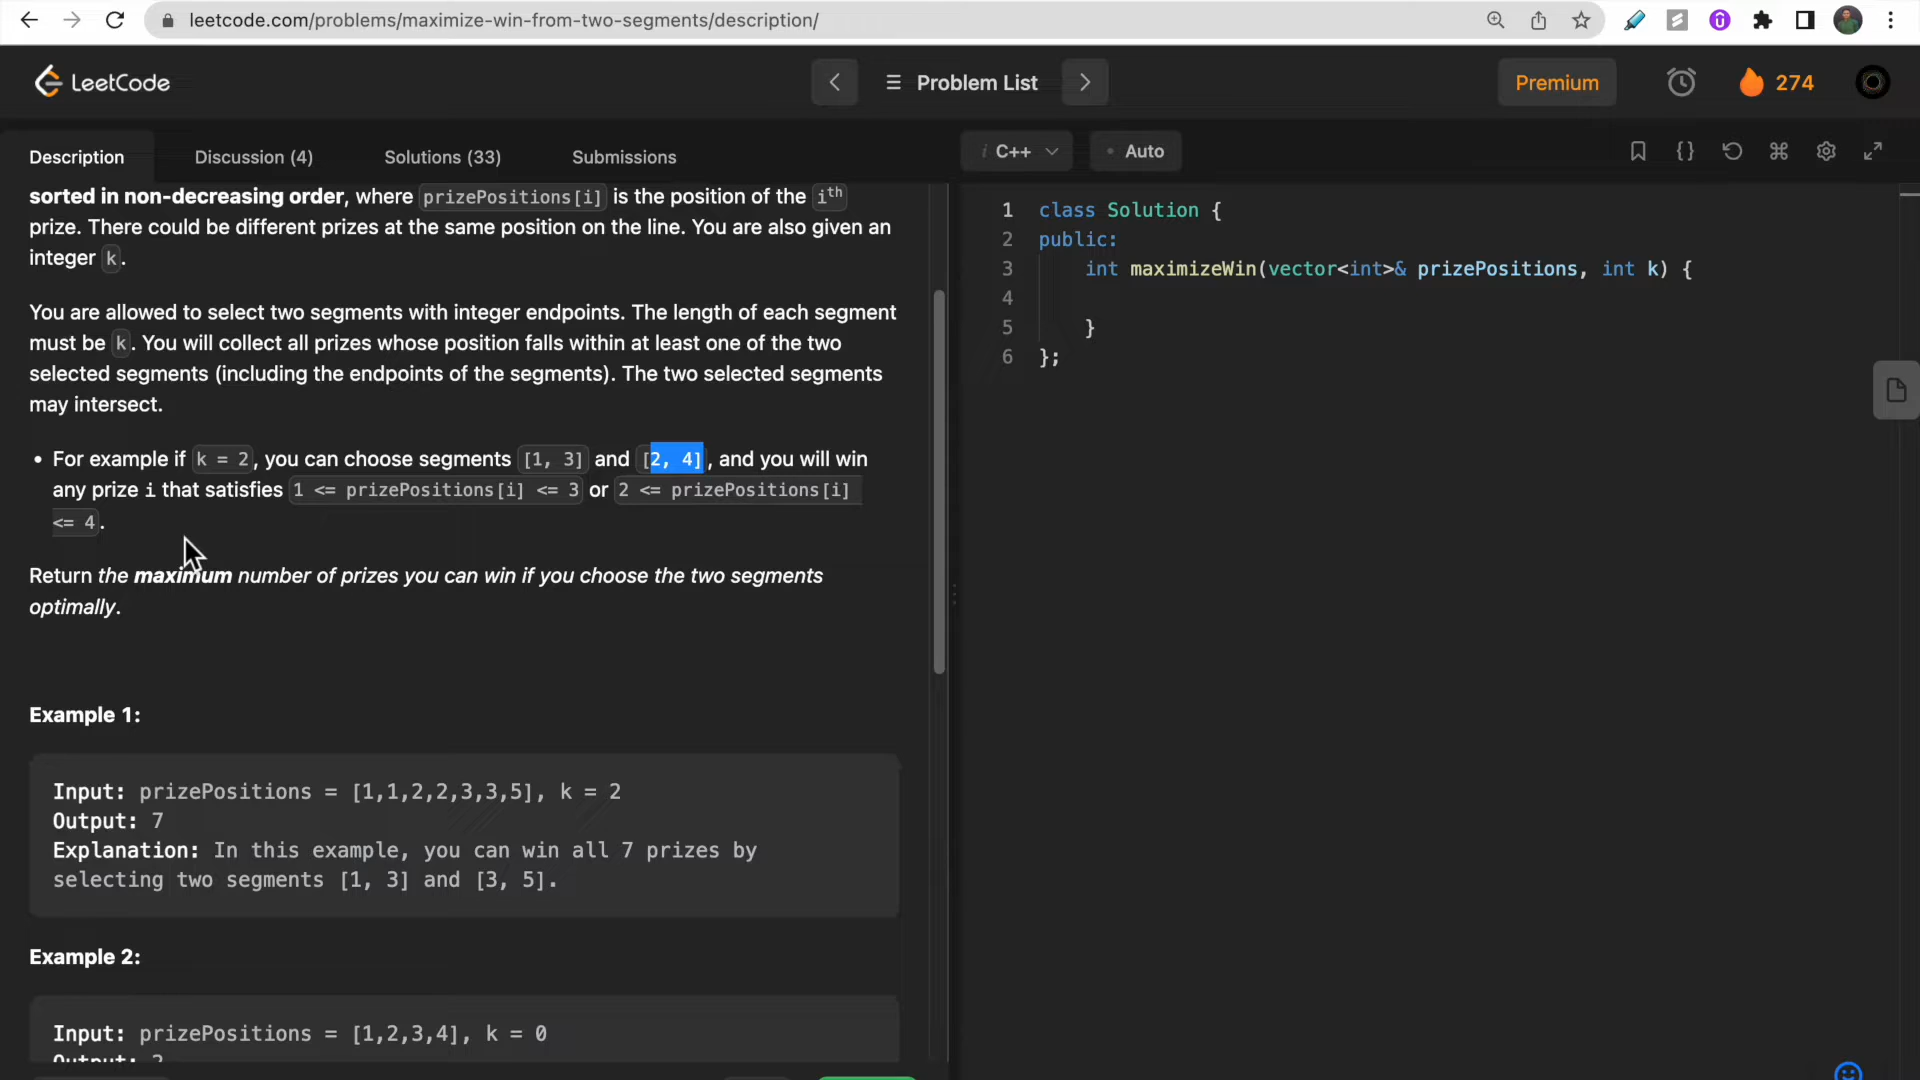 leetcode.com/problems/maximize-win-from-two-segments/description/
LeetCode
Problem List
Premium
274
Description
Discussion (4)
Solutions (33)
Submissions
i C++
Auto
sorted in non-decreasing order, where prizePositions[i] is the position of the ith
prize. There could be different prizes at the same position on the line. You are also given an
integer k.
You are allowed to select two segments with integer endpoints. The length of each segment
must be k. You will collect all prizes whose position falls within at least one of the two
selected segments (including the endpoints of the segments). The two selected segments
may intersect.
• For example if k = 2, you can choose segments [1, 3] and [2, 4], and you will win
any prize i that satisfies 1 <= prizePositions[i] <= 3 or 2 <= prizePositions[i]
<= 4.
Return the maximum number of prizes you can win if you choose the two segments
optimally.
Example 1:
Input: prizePositions = [1,1,2,2,3,3,5], k = 2
Output: 7
Explanation: In this example, you can win all 7 prizes by
selecting two segments [1, 3] and [3, 5].
Example 2:
Input: prizePositions = [1,2,3,4], k = 0
Output: 2
1 class Solution {
2 public:
3 int maximizeWin(vector<int>& prizePositions, int k) {
4
5 }
6 };